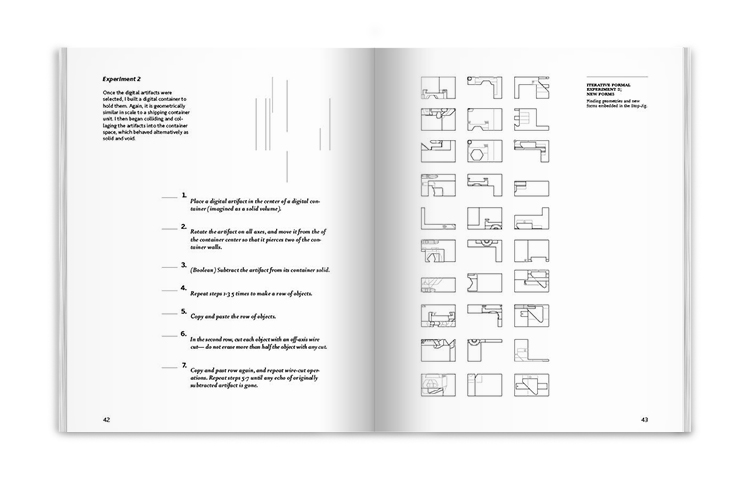 Experiment 2
Once the digital artifacts were
selected, I built a digital container to
hold them. Again, it is geometrically
similar in scale to a shipping container
unit. I then began colliding and col-
laging the artifacts into the container
space, which behaved alternatively as
solid and void.
1. Place a digital artifact in the center of a digital con-
tainer (imagined as a solid volume).
2. Rotate the artifact on all axes, and move it from the of
the container center so that it pierces two of the con-
tainer walls.
3. (Boolean) Subtract the artifact from its container solid.
4. Repeat steps 1-3 5 times to make a row of objects.
5. Copy and paste the row of objects.
6. In the second row, cut each object with an off-axis wire
cut— do not erase more than half the object with any cut.
7. Copy and past row again, and repeat wire-cut oper-
ations. Repeat steps 5-7 until any echo of originally
subtracted artifact is gone.
42
ITERATIVE FORMAL
EXPERIMENT 2;
NEW FORMS
Finding geometries and new
forms embedded in the Step-Jig.
43